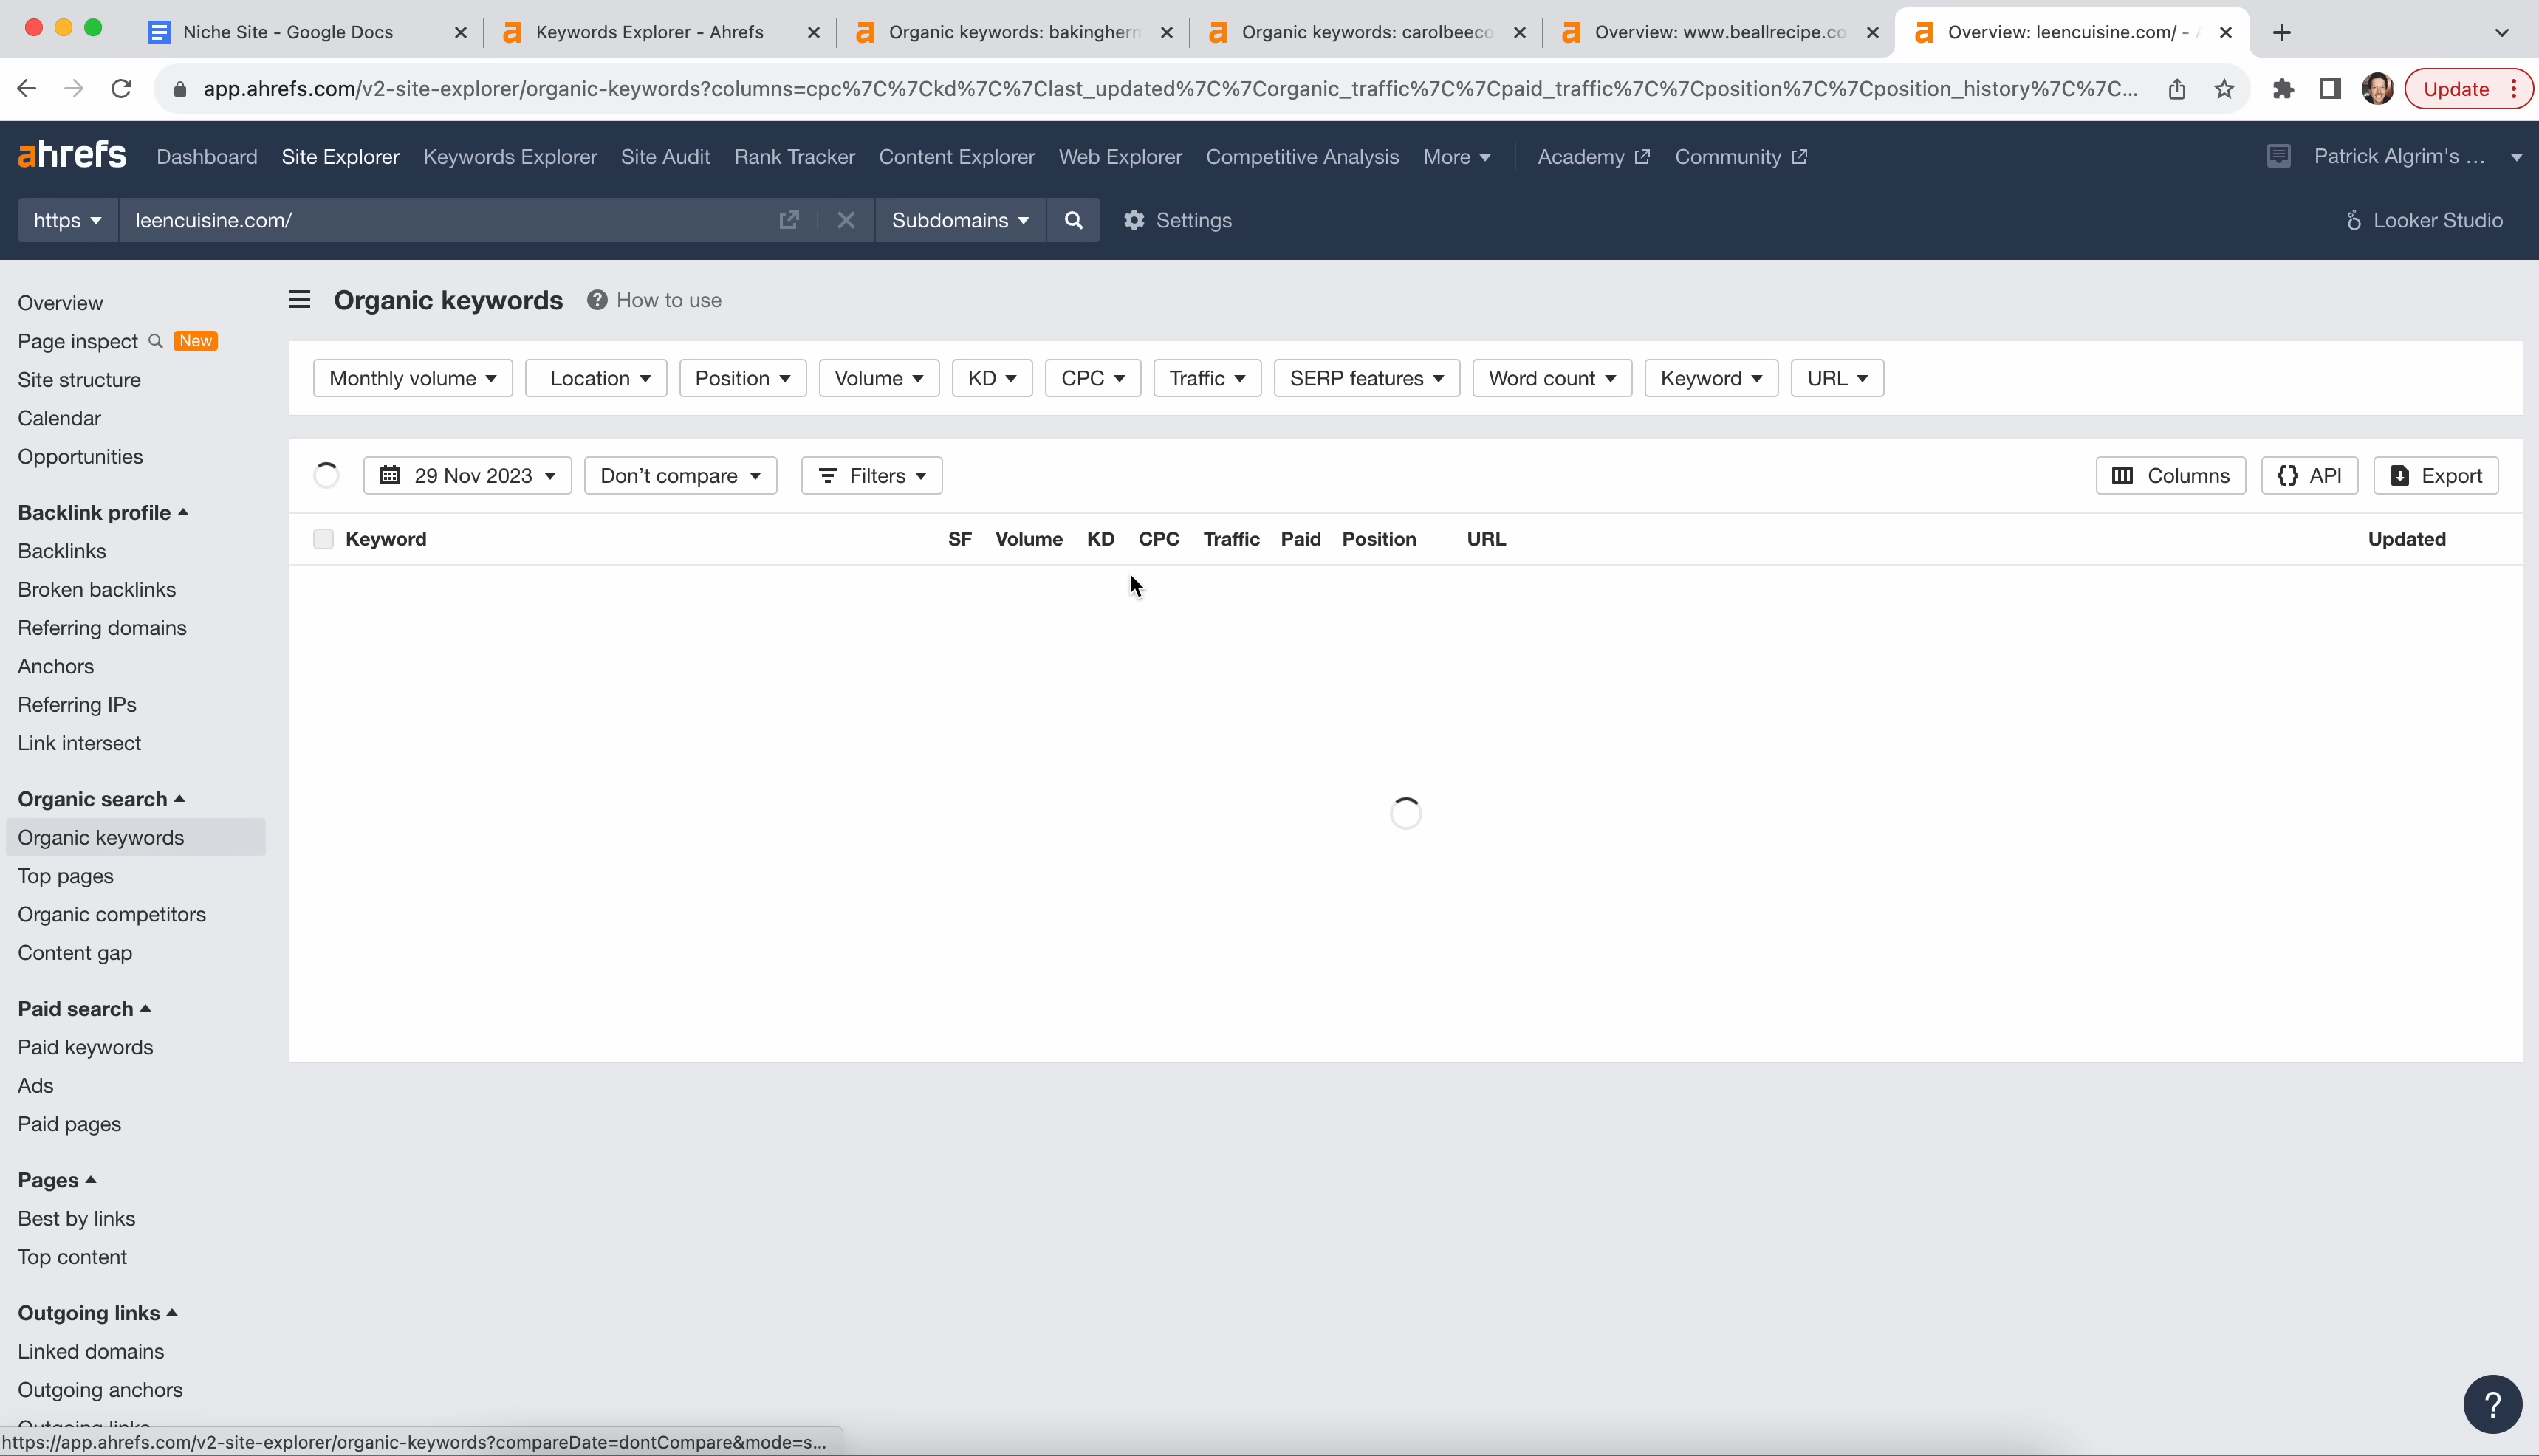 Niche Site - Google Docs
Keywords Explorer - Ahrefs
Organic keywords: bakinghern
Organic keywords: carolbeeco
Overview: www.beallrecipe.co
Overview: leencuisine.com/ -
app.ahrefs.com/v2-site-explorer/organic-keywords?columns=cpc%7C%7Ckd%7C%7Clast_updated%7C%7Corganic_traffic%7C%7Cpaid_traffic%7C%7Cposition%7C%7Cposition_history%7C%7C...
Update
ahrefs
Dashboard
Site Explorer
Keywords Explorer
Site Audit
Rank Tracker
Content Explorer
Web Explorer
Competitive Analysis
More
Academy
Community
Patrick Algrim's ...
https
leencuisine.com/
Subdomains
Settings
Looker Studio
Overview
Page inspect New
Site structure
Calendar
Opportunities
Backlink profile
Backlinks
Broken backlinks
Referring domains
Anchors
Referring IPs
Link intersect
Organic search
Organic keywords
Top pages
Organic competitors
Content gap
Paid search
Paid keywords
Ads
Paid pages
Pages
Best by links
Top content
Outgoing links
Linked domains
Outgoing anchors
Outgoing links
Organic keywords
? How to use
Monthly volume
Location
Position
Volume
KD
CPC
Traffic
SERP features
Word count
Keyword
URL
29 Nov 2023
Don't compare
Filters
Columns
{} API
Export
Keyword
SF
Volume
KD
CPC
Traffic
Paid
Position
URL
Updated
?
https://app.ahrefs.com/v2-site-explorer/organic-keywords?compareDate=dontCompare&mode=s...